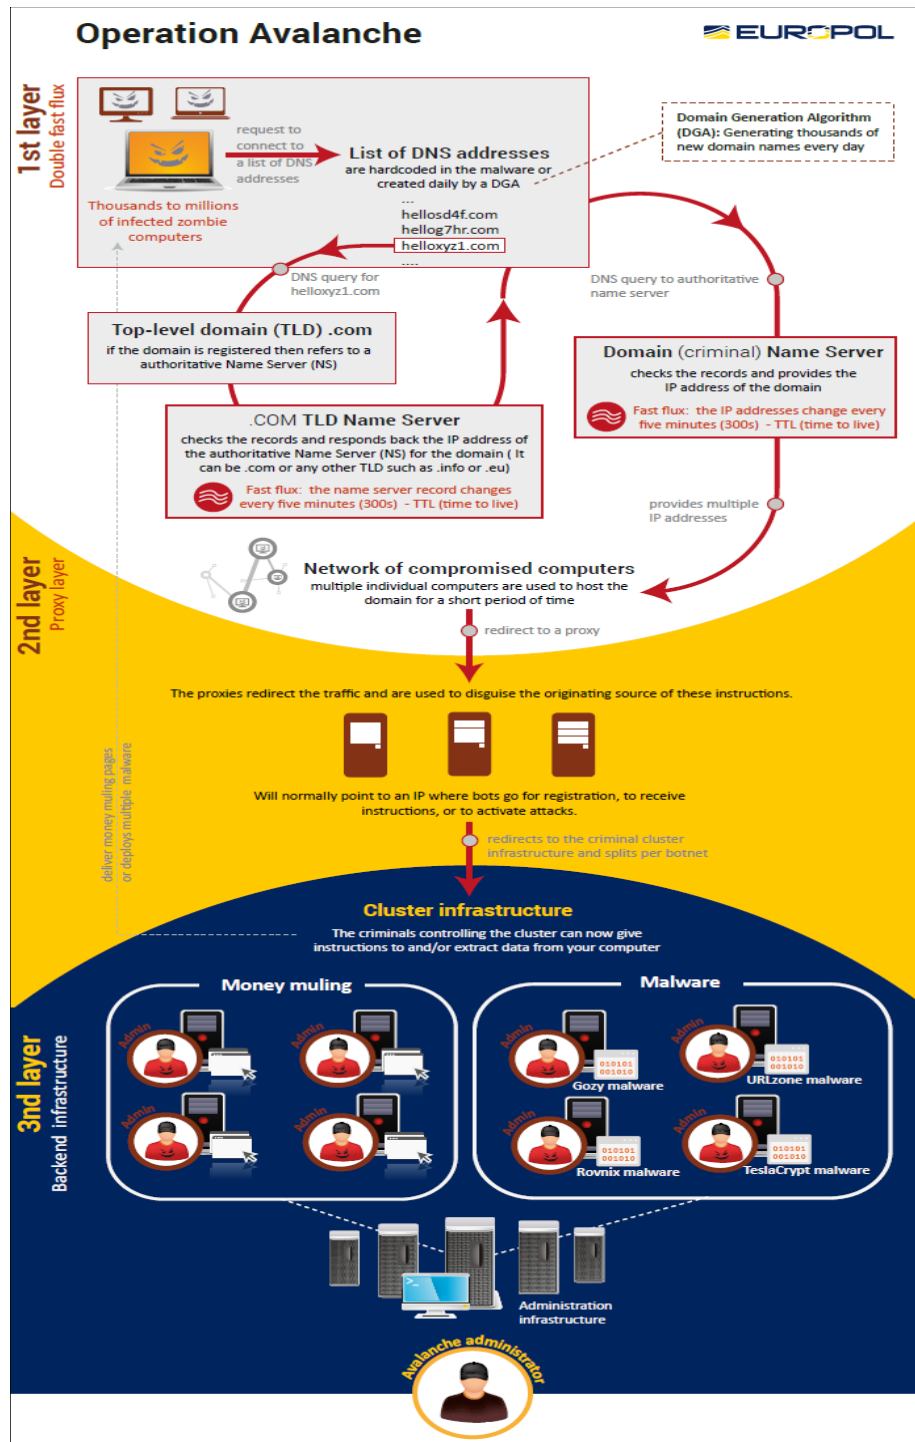 Operation Avalanche
EUROPOL
1st layer
Double fast flux
request to
connect to
a list of DNS
addresses
List of DNS addresses
are hardcoded in the malware or
created daily by a DGA
...
hellosd4f.com
hellog7hr.com
helloxyz1.com
....
Domain Generation Algorithm
(DGA): Generating thousands of
new domain names every day
Thousands to millions
of infected zombie
computers
DNS query for
helloxyz1.com
DNS query to authoritative
name server
Top-level domain (TLD) .com
if the domain is registered then refers to a
authoritative Name Server (NS)
.COM TLD Name Server
checks the records and responds back the IP address of
the authoritative Name Server (NS) for the domain ( It
can be .com or any other TLD such as .info or .eu)
Fast flux: the name server record changes
every five minutes (300s) - TTL (time to live)
Domain (criminal) Name Server
checks the records and provides the
IP address of the domain
Fast flux: the IP addresses change every
five minutes (300s) - TTL (time to live)
provides multiple
IP addresses
2nd layer
Proxy layer
Network of compromised computers
multiple individual computers are used to host the
domain for a short period of time
redirect to a proxy
The proxies redirect the traffic and are used to disguise the originating source of these instructions.
Will normally point to an IP where bots go for registration, to receive
instructions, or to activate attacks.
redirects to the criminal cluster
infrastructure and splits per botnet
deliver money muling pages
or deploys multiple malware
3nd layer
Backend infrastructure
Cluster infrastructure
The criminals controlling the cluster can now give
instructions to and/or extract data from your computer
Money muling
Admin
Admin
Admin
Admin
Malware
Admin
010101
001010
Gozy malware
Admin
010101
001010
URLzone malware
Admin
010101
001010
Rovnix malware
Admin
010101
001010
TeslaCrypt malware
>_
Administration
infrastructure
Avalanche administrator